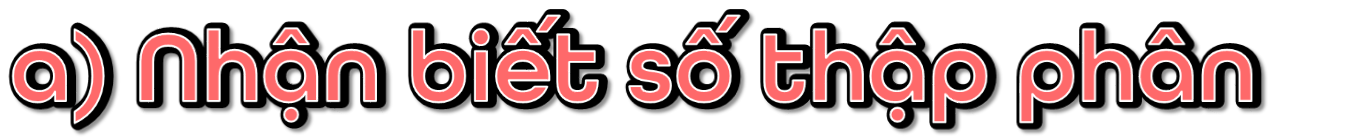 a) Nhận biết số thập phân